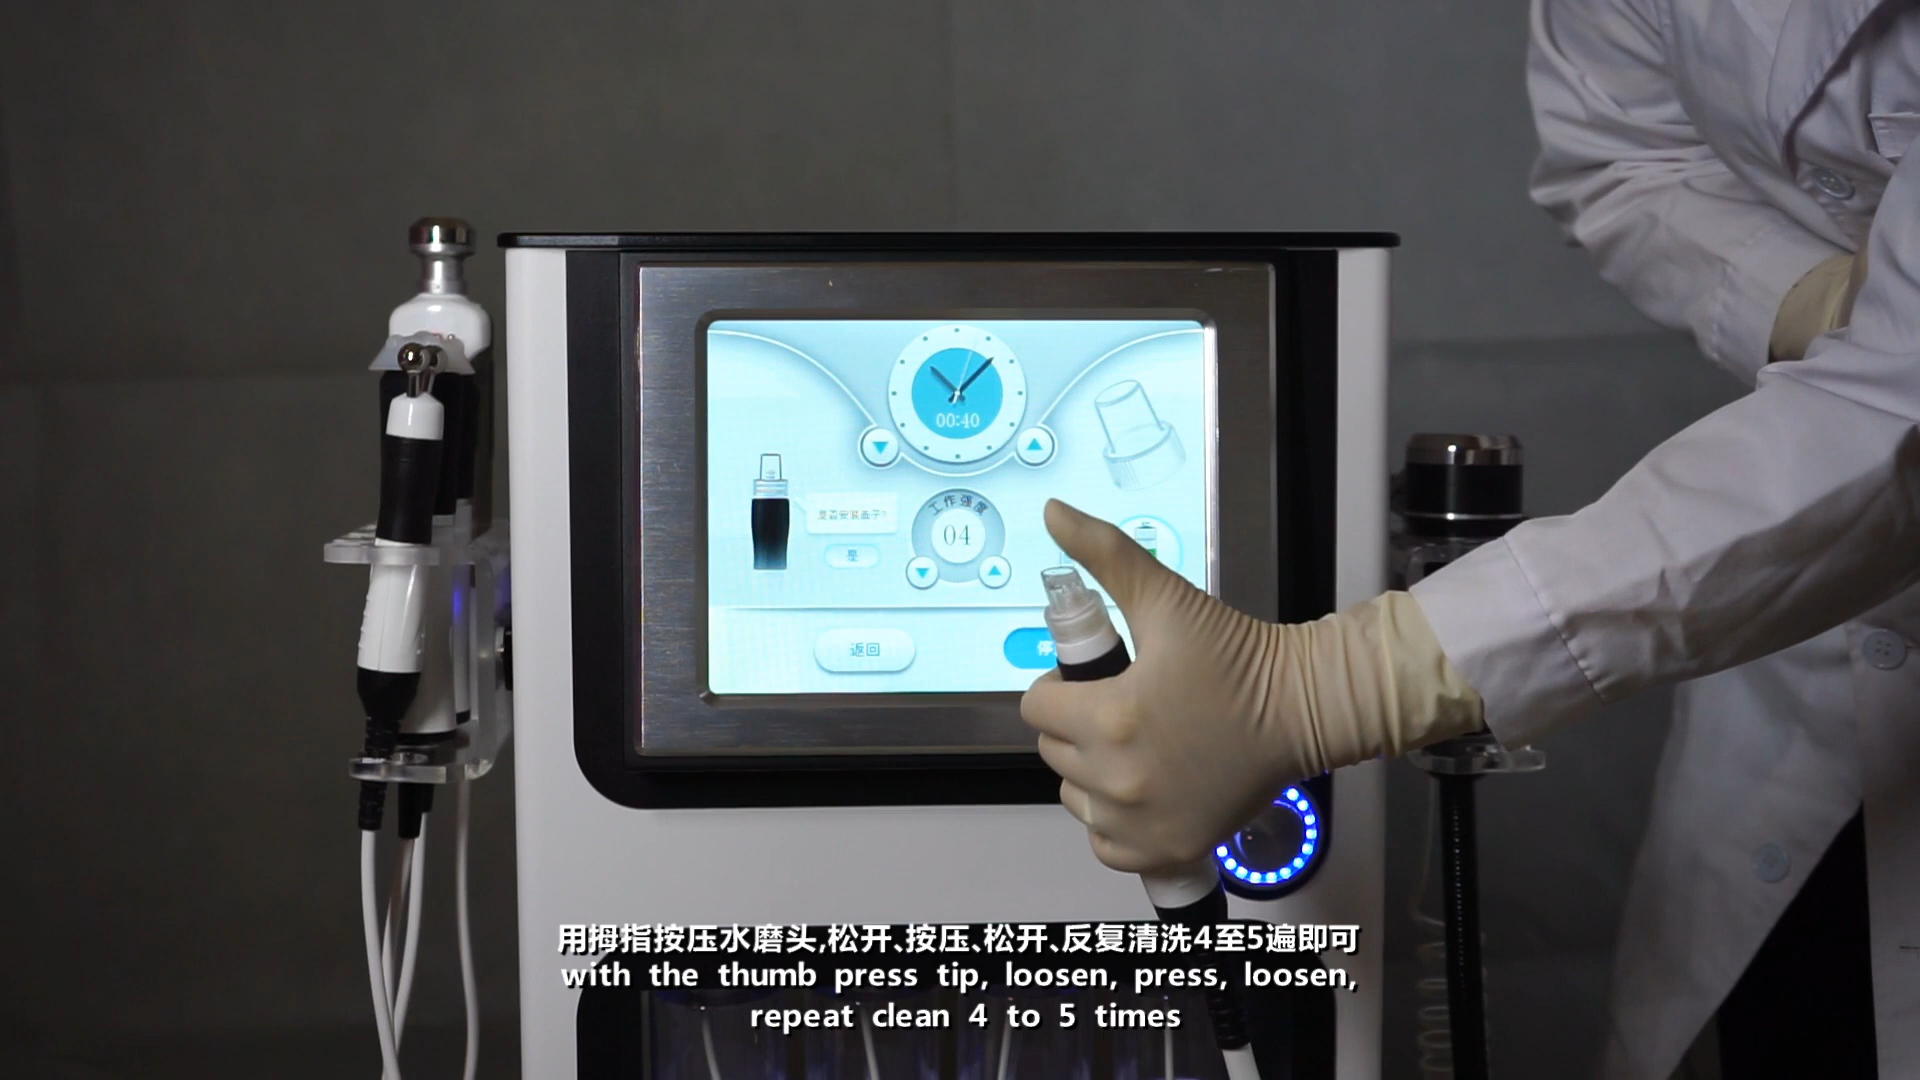 00:40
工作强度
04
是否安装盖子?
是
返回
停
用拇指按压水磨头,松开、按压、松开、反复清洗4至5遍即可
with the thumb press tip, loosen, press, loosen,
repeat clean 4 to 5 times